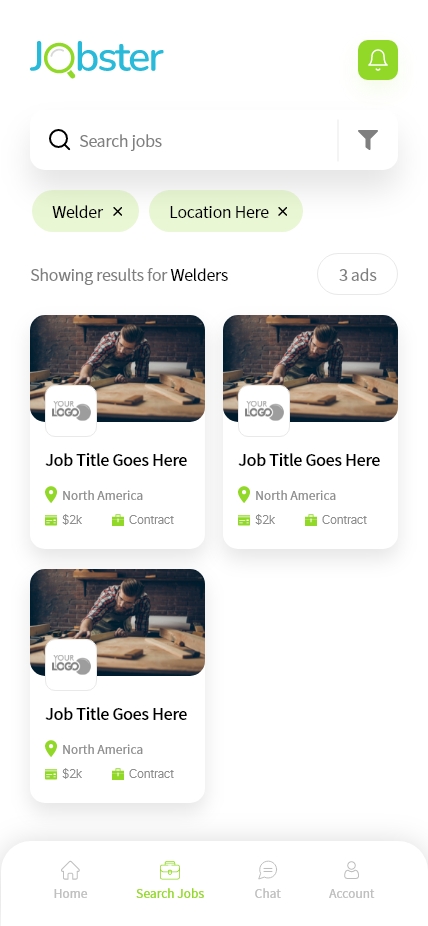 Jobster
Search jobs
Welder ×
Location Here ×
Showing results for Welders
3 ads
YOUR
LOGO
Job Title Goes Here
North America
$2k
Contract
YOUR
LOGO
Job Title Goes Here
North America
$2k
Contract
YOUR
LOGO
Job Title Goes Here
North America
$2k
Contract
Home
Search Jobs
Chat
Account